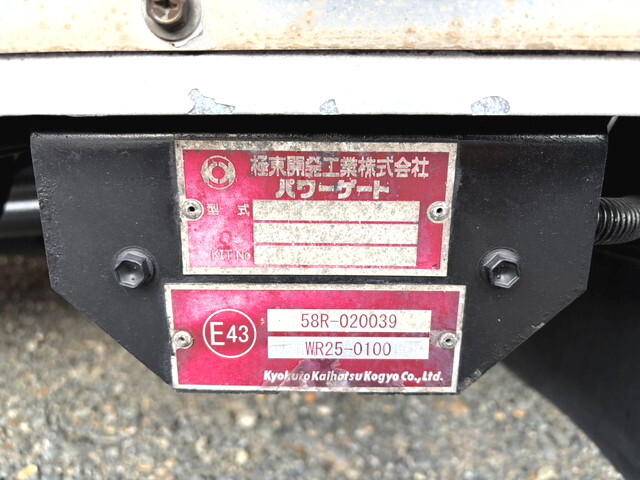 極東開発工業株式会社
パワーゲート
型式
KIT NO
E43
58R-020039
WR25-0100
Kyokuto Kaihatsu Kogyo Co., Ltd.